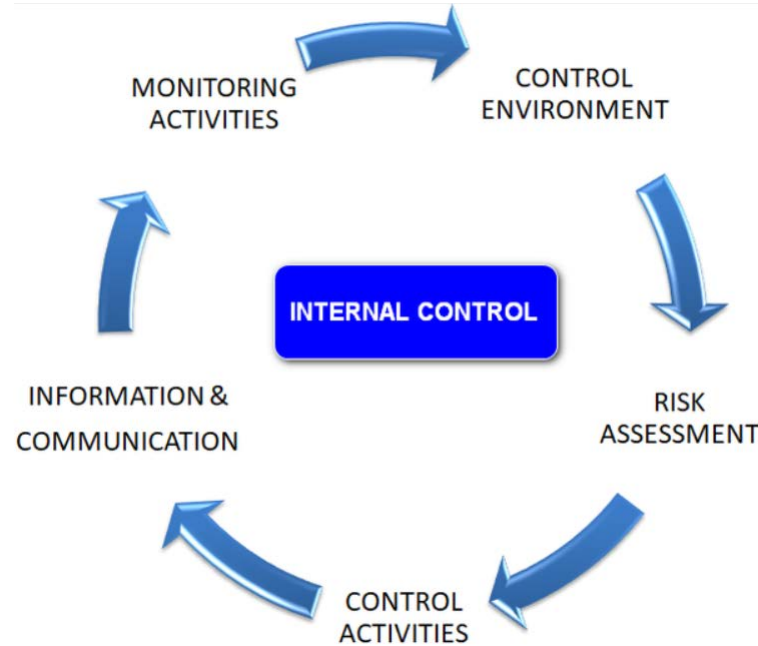 MONITORING
ACTIVITIES
CONTROL
ENVIRONMENT
INTERNAL CONTROL
INFORMATION &
COMMUNICATION
RISK
ASSESSMENT
CONTROL
ACTIVITIES